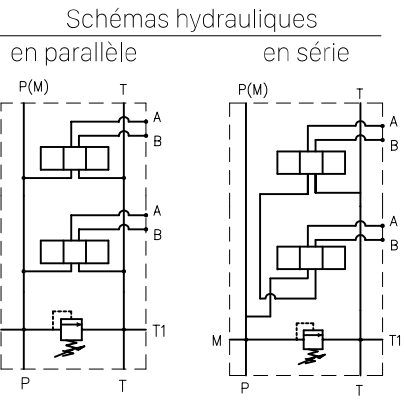 Schémas hydrauliques
en parallèle
en série
P(M)
T
A
B
A
B
T1
P
T
P(M)
T
A
B
A
B
M
T1
P
T